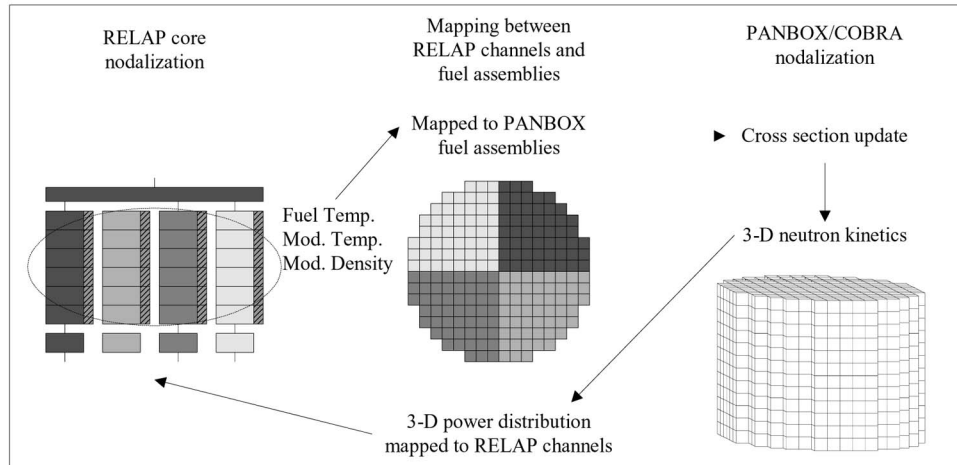 RELAP core
nodalization
Mapping between
RELAP channels and
fuel assemblies
PANBOX/COBRA
nodalization
Mapped to PANBOX
fuel assemblies
Cross section update
Fuel Temp.
Mod. Temp.
Mod. Density
3-D neutron kinetics
3-D power distribution
mapped to RELAP channels